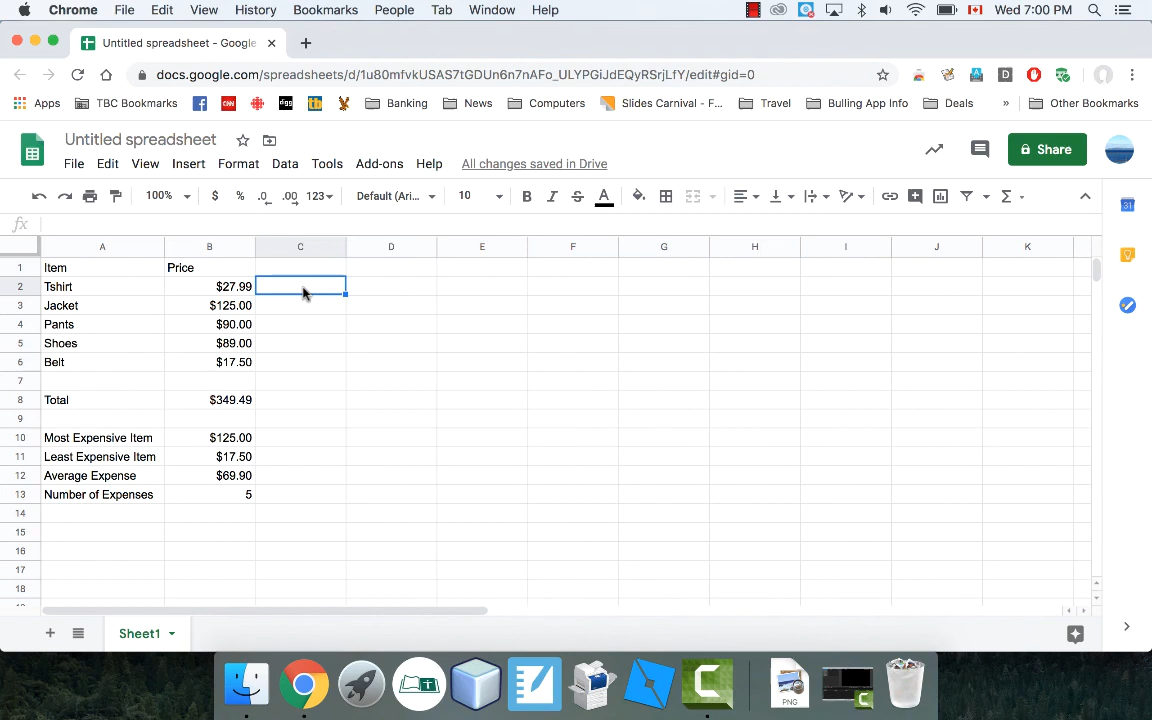 Chrome File Edit View History Bookmarks People Tab Window Help Wed 7:00 PM
Untitled spreadsheet - Google
docs.google.com/spreadsheets/d/1u80mfvkUSAS7tGDUn6n7nAFo_ULYPGiJdEQyRSrjLfY/edit#gid=0
Apps TBC Bookmarks CNN digg tb Banking News Computers Slides Carnival - F... Travel Bulling App Info Deals » Other Bookmarks
Untitled spreadsheet
File Edit View Insert Format Data Tools Add-ons Help All changes saved in Drive
Share
100% $ % .0 .00 123 Default (Ari... 10 B I S A Σ
31
fx
A B C D E F G H I J K
1 Item Price
2 Tshirt $27.99
3 Jacket $125.00
4 Pants $90.00
5 Shoes $89.00
6 Belt $17.50
7
8 Total $349.49
9
10 Most Expensive Item $125.00
11 Least Expensive Item $17.50
12 Average Expense $69.90
13 Number of Expenses 5
14
15
16
17
18
Sheet1
PNG